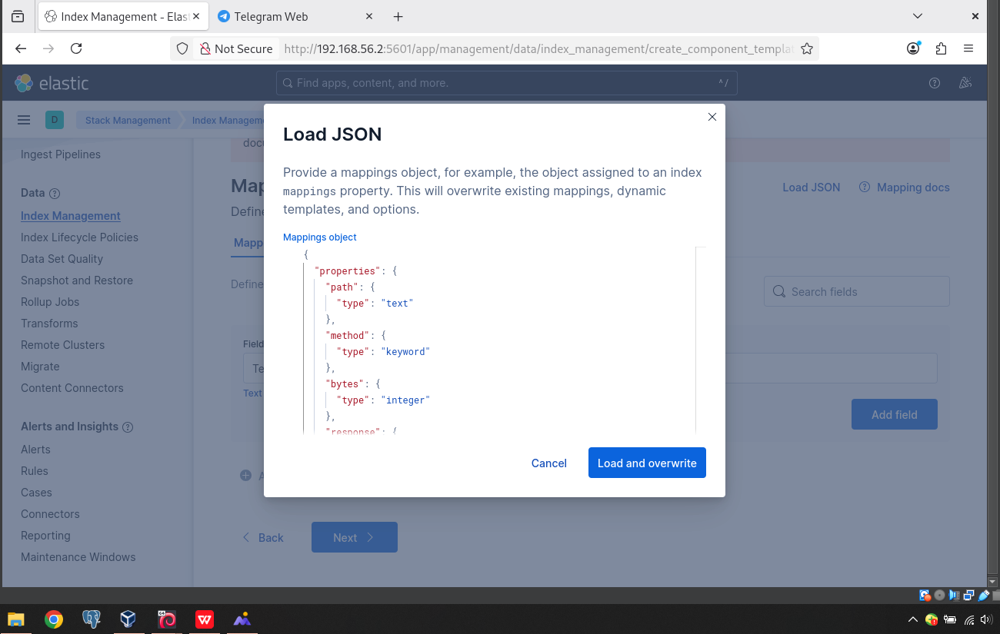 Index Management - Elas
Telegram Web
Not Secure
http://192.168.56.2:5601/app/management/data/index_management/create_component_templa
elastic
Find apps, content, and more.
^ /
D
Stack Management
Index Manageme
Ingest Pipelines
Data
Index Management
Index Lifecycle Policies
Data Set Quality
Snapshot and Restore
Rollup Jobs
Transforms
Remote Clusters
Migrate
Content Connectors
Alerts and Insights
Alerts
Rules
Cases
Connectors
Reporting
Maintenance Windows
docu
Map
Load JSON
Mapping docs
Define
Mapp
Define
Search fields
Field
Te
Text
Add field
A
Back
Next
Load JSON
Provide a mappings object, for example, the object assigned to an index
mappings property. This will overwrite existing mappings, dynamic
templates, and options.
Mappings object
{
"properties": {
"path": {
"type": "text"
},
"method": {
"type": "keyword"
},
"bytes": {
"type": "integer"
},
"response": {
Cancel
Load and overwrite